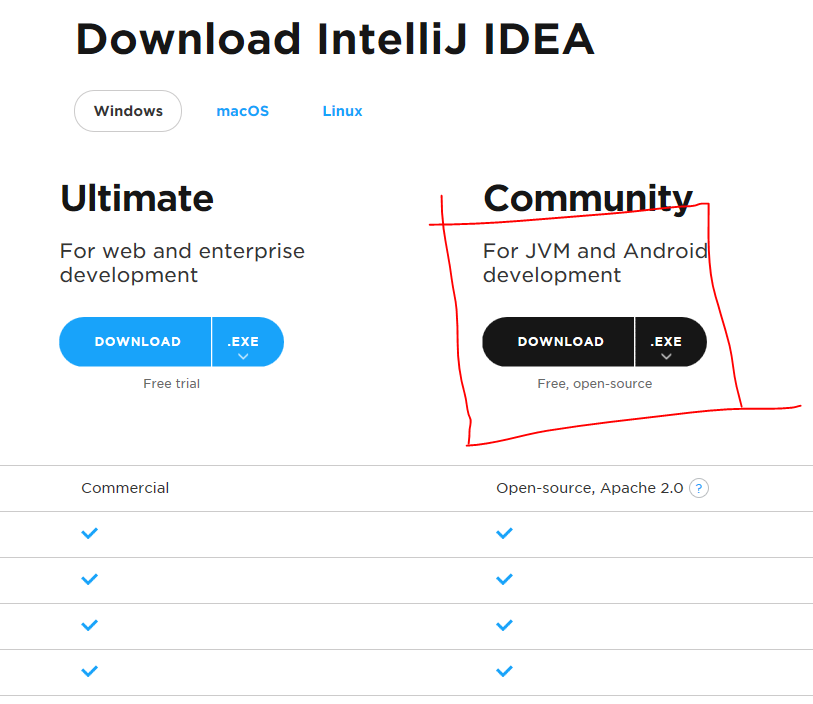 Download IntelliJ IDEA
Windows macOS Linux
Ultimate
For web and enterprise
development
DOWNLOAD .EXE
Free trial
Community
For JVM and Android
development
DOWNLOAD .EXE
Free, open-source
Commercial
Open-source, Apache 2.0 ?